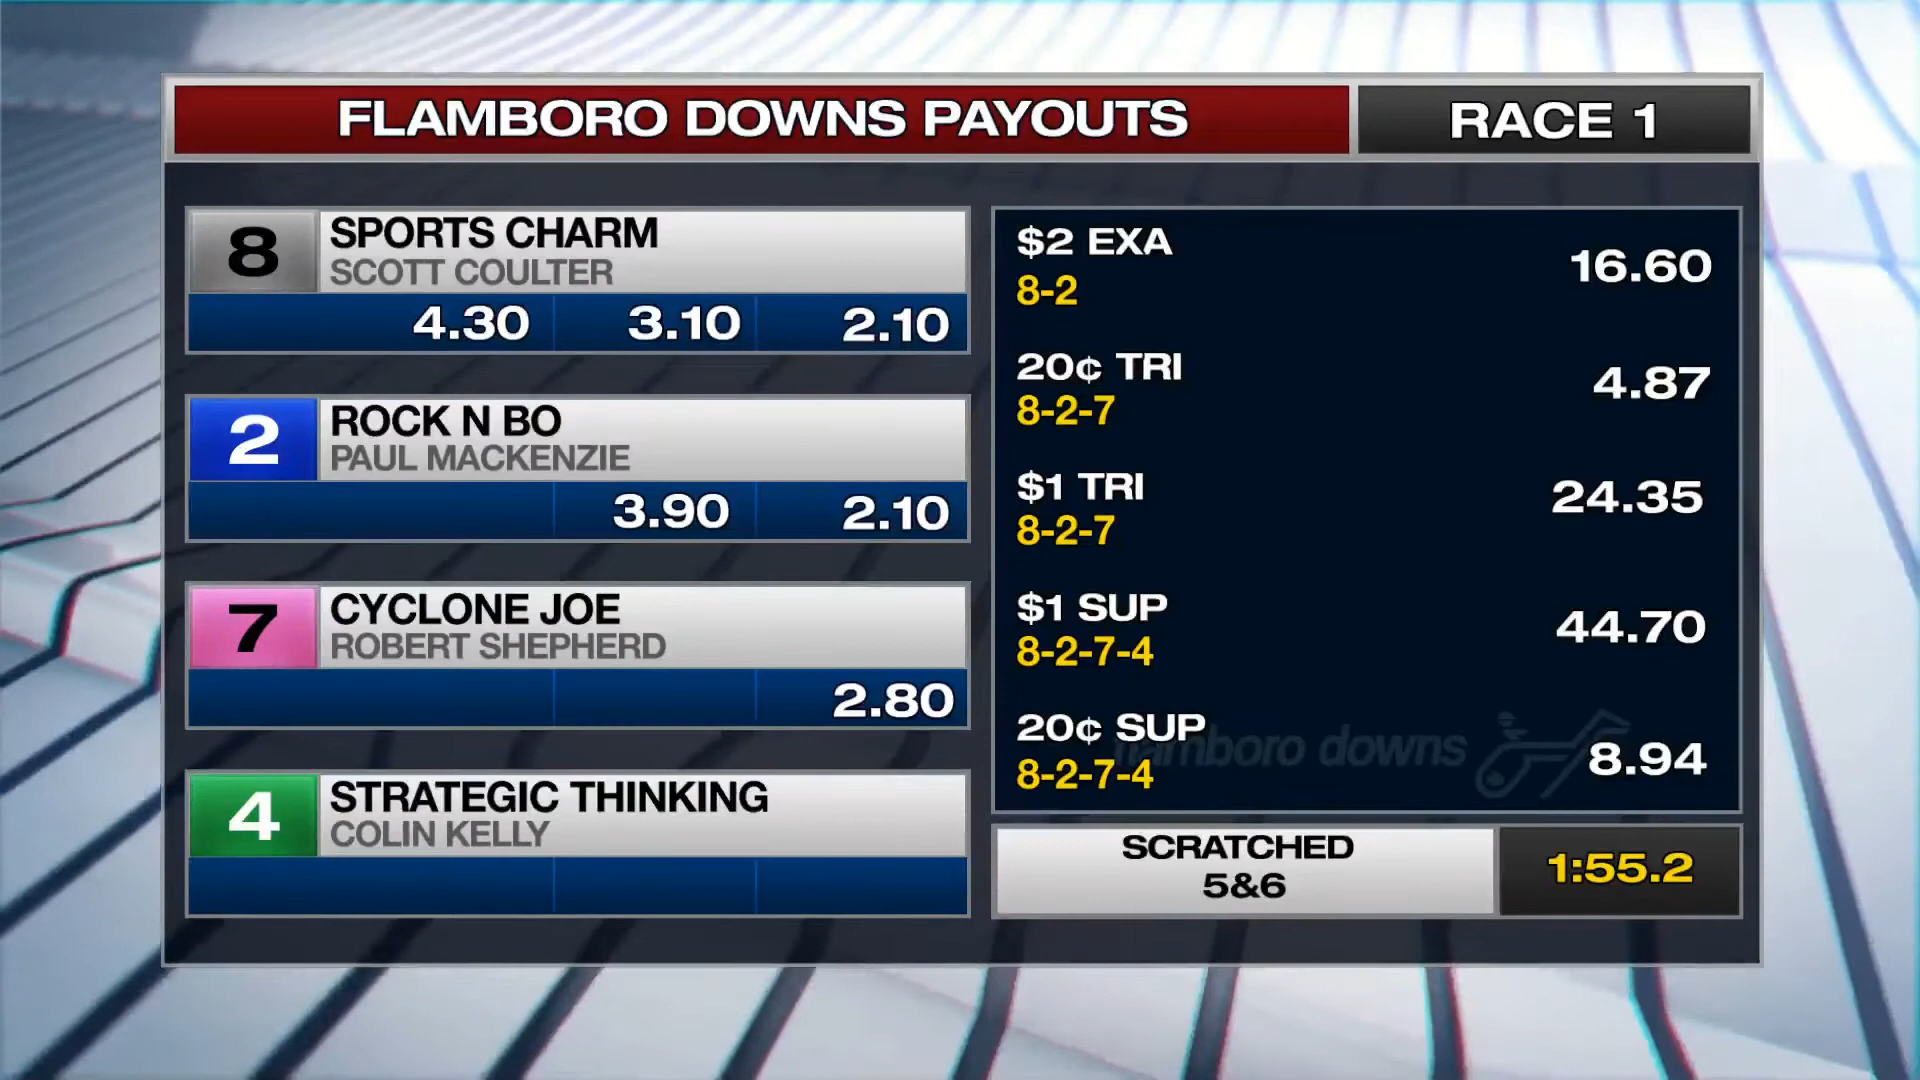 FLAMBORO DOWNS PAYOUTS
RACE 1
8
SPORTS CHARM
SCOTT COULTER
4.30 3.10 2.10
2
ROCK N BO
PAUL MACKENZIE
3.90 2.10
7
CYCLONE JOE
ROBERT SHEPHERD
2.80
4
STRATEGIC THINKING
COLIN KELLY
$2 EXA
8-2
16.60
20¢ TRI
8-2-7
4.87
$1 TRI
8-2-7
24.35
$1 SUP
8-2-7-4
44.70
20¢ SUP
8-2-7-4
8.94
flamboro downs
SCRATCHED
5&6
1:55.2